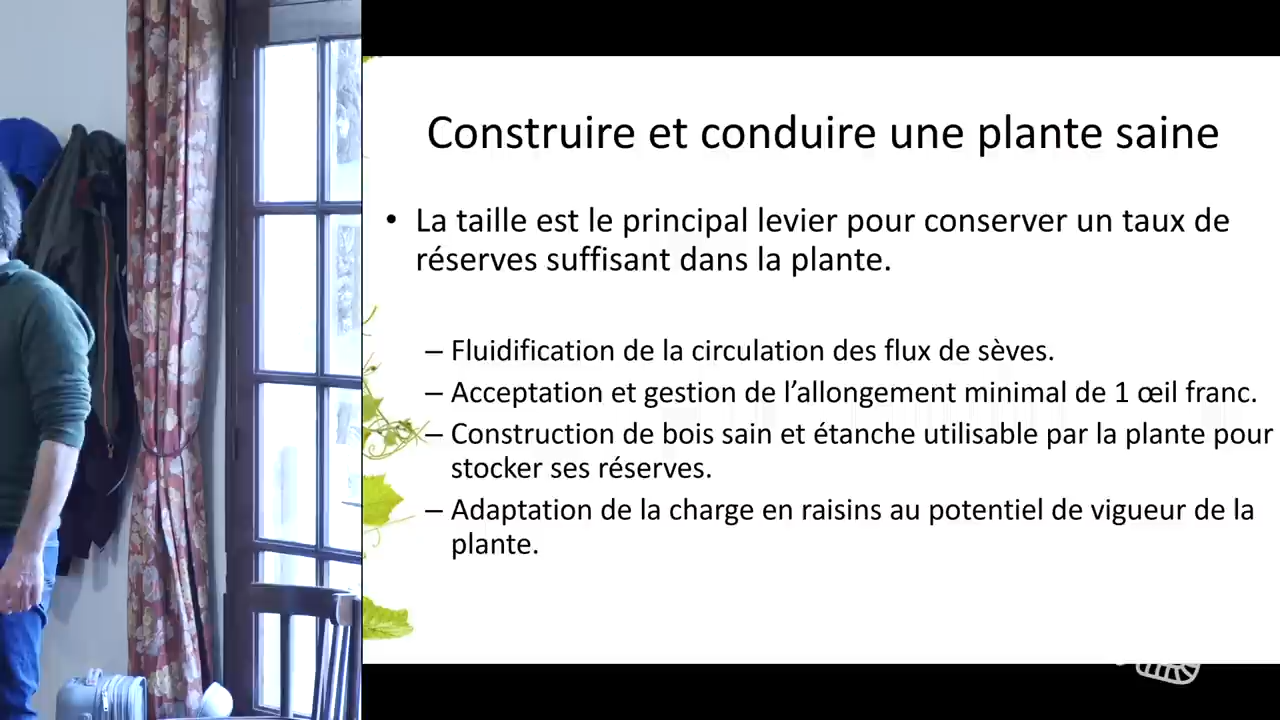 Construire et conduire une plante saine
• La taille est le principal levier pour conserver un taux de
réserves suffisant dans la plante.
– Fluidification de la circulation des flux de sèves.
– Acceptation et gestion de l’allongement minimal de 1 œil franc.
– Construction de bois sain et étanche utilisable par la plante pour
stocker ses réserves.
– Adaptation de la charge en raisins au potentiel de vigueur de la
plante.